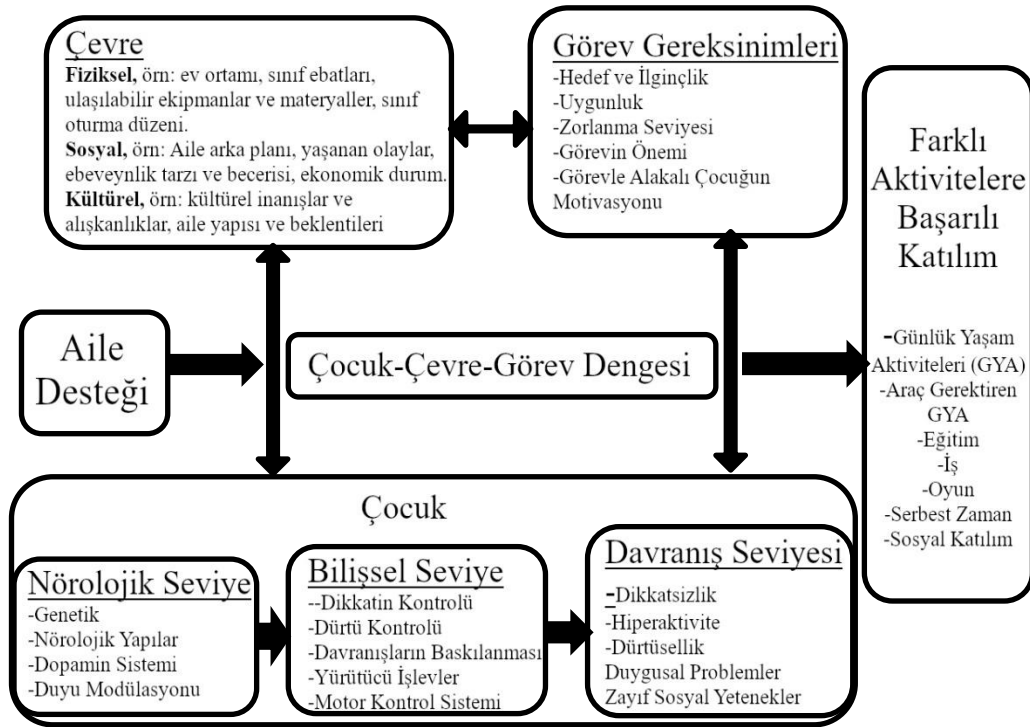 Çevre
Fiziksel, örn: ev ortamı, sınıf ebatları,
ulaşılabilir ekipmanlar ve materyaller, sınıf
oturma düzeni.
Sosyal, örn: Aile arka planı, yaşanan olaylar,
ebeveynlik tarzı ve becerisi, ekonomik durum.
Kültürel, örn: kültürel inanışlar ve
alışkanlıklar, aile yapısı ve beklentileri
Görev Gereksinimleri
-Hedef ve İlginçlik
-Uygunluk
-Zorlanma Seviyesi
-Görevin Önemi
-Görevle Alakalı Çocuğun
Motivasyonu
Aile
Desteği
Çocuk-Çevre-Görev Dengesi
Farklı
Aktivitelere
Başarılı
Katılım
-Günlük Yaşam
Aktiviteleri (GYA)
-Araç Gerektiren
GYA
-Eğitim
-İş
-Oyun
-Serbest Zaman
-Sosyal Katılım
Çocuk
Nörolojik Seviye
-Genetik
-Nörolojik Yapılar
-Dopamin Sistemi
-Duyu Modülasyonu
Bilişsel Seviye
--Dikkatin Kontrolü
-Dürtü Kontrolü
-Davranışların Baskılanması
-Yürütücü İşlevler
-Motor Kontrol Sistemi
Davranış Seviyesi
-Dikkatsizlik
-Hiperaktivite
-Dürtüsellik
Duygusal Problemler
Zayıf Sosyal Yetenekler